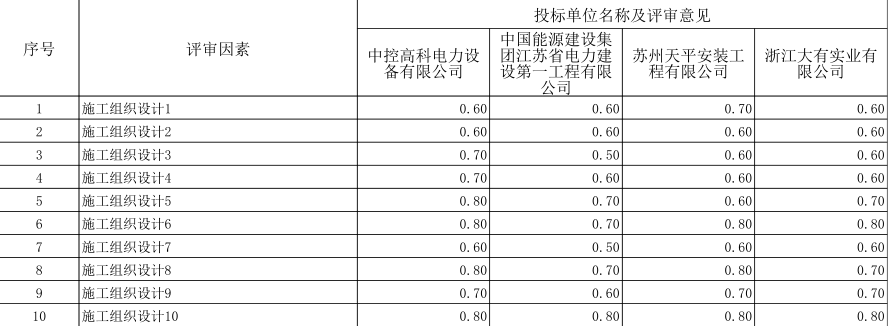 序号 评审因素 投标单位名称及评审意见
中控高科电力设备有限公司 中国能源建设集团江苏省电力建设第一工程有限公司 苏州天平安装工程有限公司 浙江大有实业有限公司
1 施工组织设计1 0.60 0.60 0.70 0.60
2 施工组织设计2 0.60 0.60 0.60 0.60
3 施工组织设计3 0.70 0.50 0.60 0.60
4 施工组织设计4 0.70 0.60 0.60 0.60
5 施工组织设计5 0.80 0.70 0.60 0.70
6 施工组织设计6 0.80 0.70 0.80 0.80
7 施工组织设计7 0.60 0.50 0.60 0.60
8 施工组织设计8 0.80 0.70 0.80 0.70
9 施工组织设计9 0.70 0.60 0.70 0.70
10 施工组织设计10 0.80 0.80 0.80 0.80